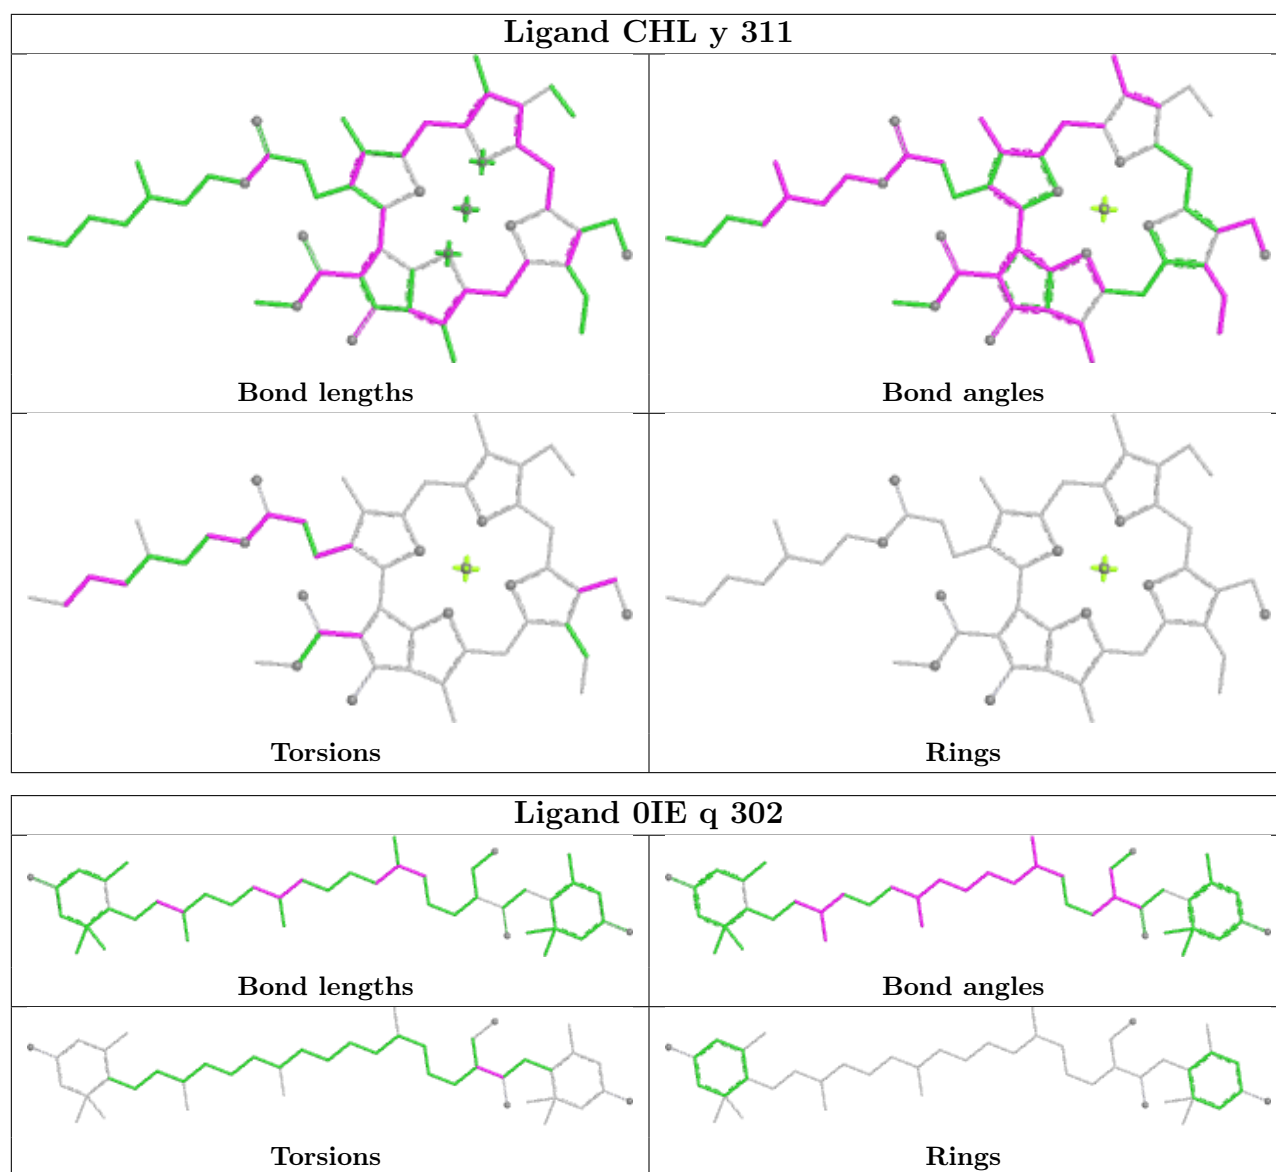 Ligand CHL y 311
Bond lengths
Bond angles
Torsions
Rings
Ligand 0IE q 302
Bond lengths
Bond angles
Torsions
Rings